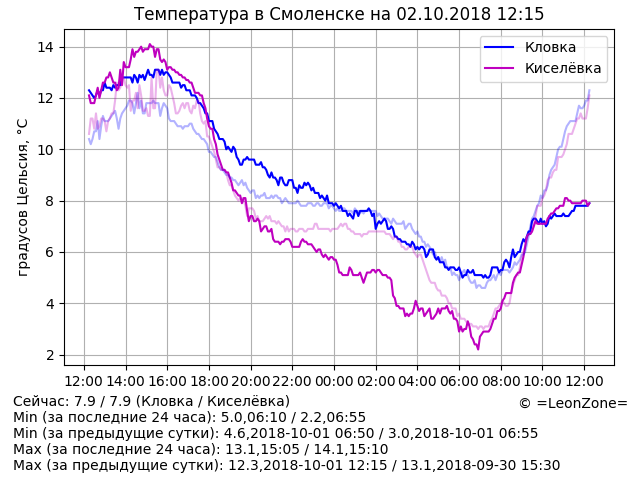 Температура в Смоленске на 02.10.2018 12:15
градусов Цельсия, °C
14
12
10
8
6
4
2
Кловка
Киселёвка
12:00 14:00 16:00 18:00 20:00 22:00 00:00 02:00 04:00 06:00 08:00 10:00 12:00
Сейчас: 7.9 / 7.9 (Кловка / Киселёвка)
© =LeonZone=
Min (за последние 24 часа): 5.0,06:10 / 2.2,06:55
Min (за предыдущие сутки): 4.6,2018-10-01 06:50 / 3.0,2018-10-01 06:55
Max (за последние 24 часа): 13.1,15:05 / 14.1,15:10
Max (за предыдущие сутки): 12.3,2018-10-01 12:15 / 13.1,2018-09-30 15:30